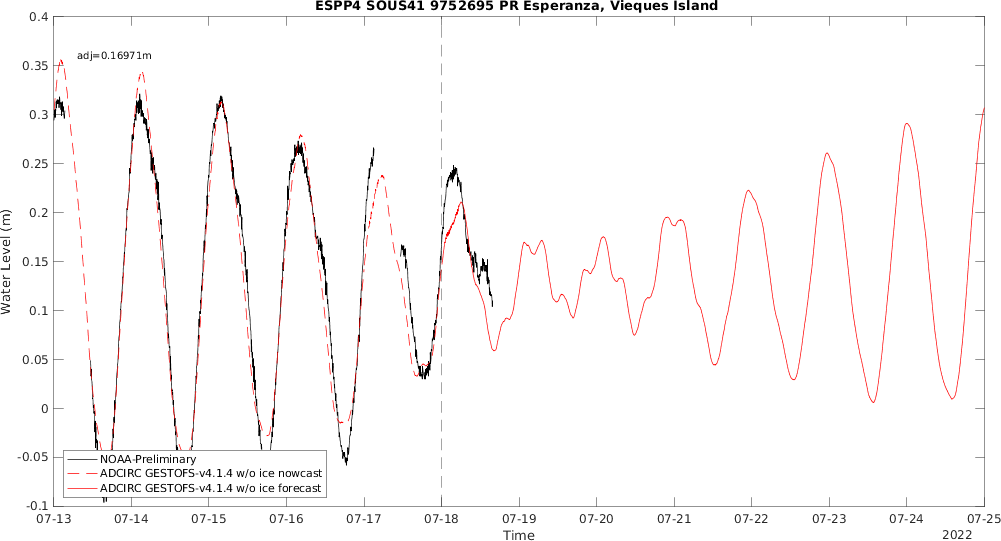 ESPP4 SOUS41 9752695 PR Esperanza, Vieques Island
adj=0.16971m
0.4
0.35
0.3
0.25
0.2
0.15
0.1
0.05
0
-0.05
-0.1
Water Level (m)
NOAA-Preliminary
ADCIRC GESTOFS-v4.1.4 w/o ice nowcast
ADCIRC GESTOFS-v4.1.4 w/o ice forecast
07-13 07-14 07-15 07-16 07-17 07-18 07-19 07-20 07-21 07-22 07-23 07-24 07-25
Time
2022